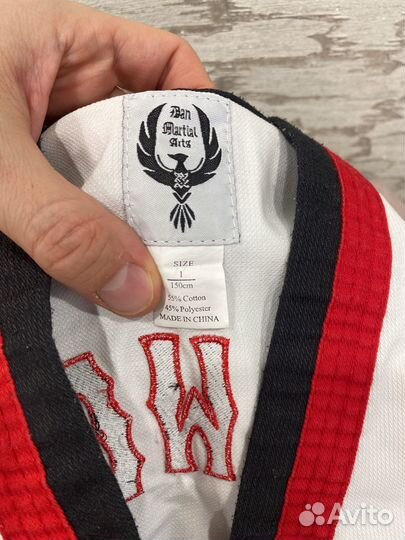 Dan
Martial
Arts
SIZE
1
150cm
55% Cotton
45% Polyester
MADE IN CHINA
W
Avito